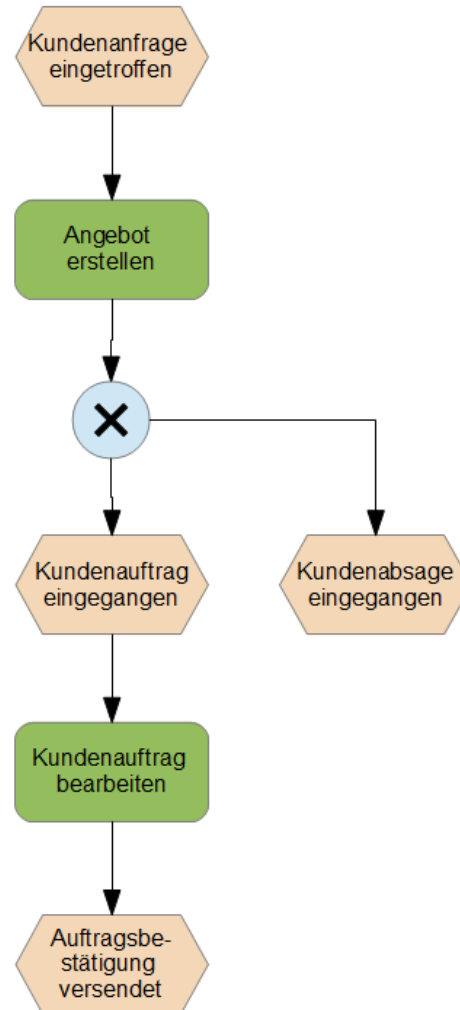 Kundenanfrage
eingetroffen
Angebot
erstellen
Kundenauftrag
eingegangen
Kundenabsage
eingegangen
Kundenauftrag
bearbeiten
Auftragsbe-
stätigung
versendet